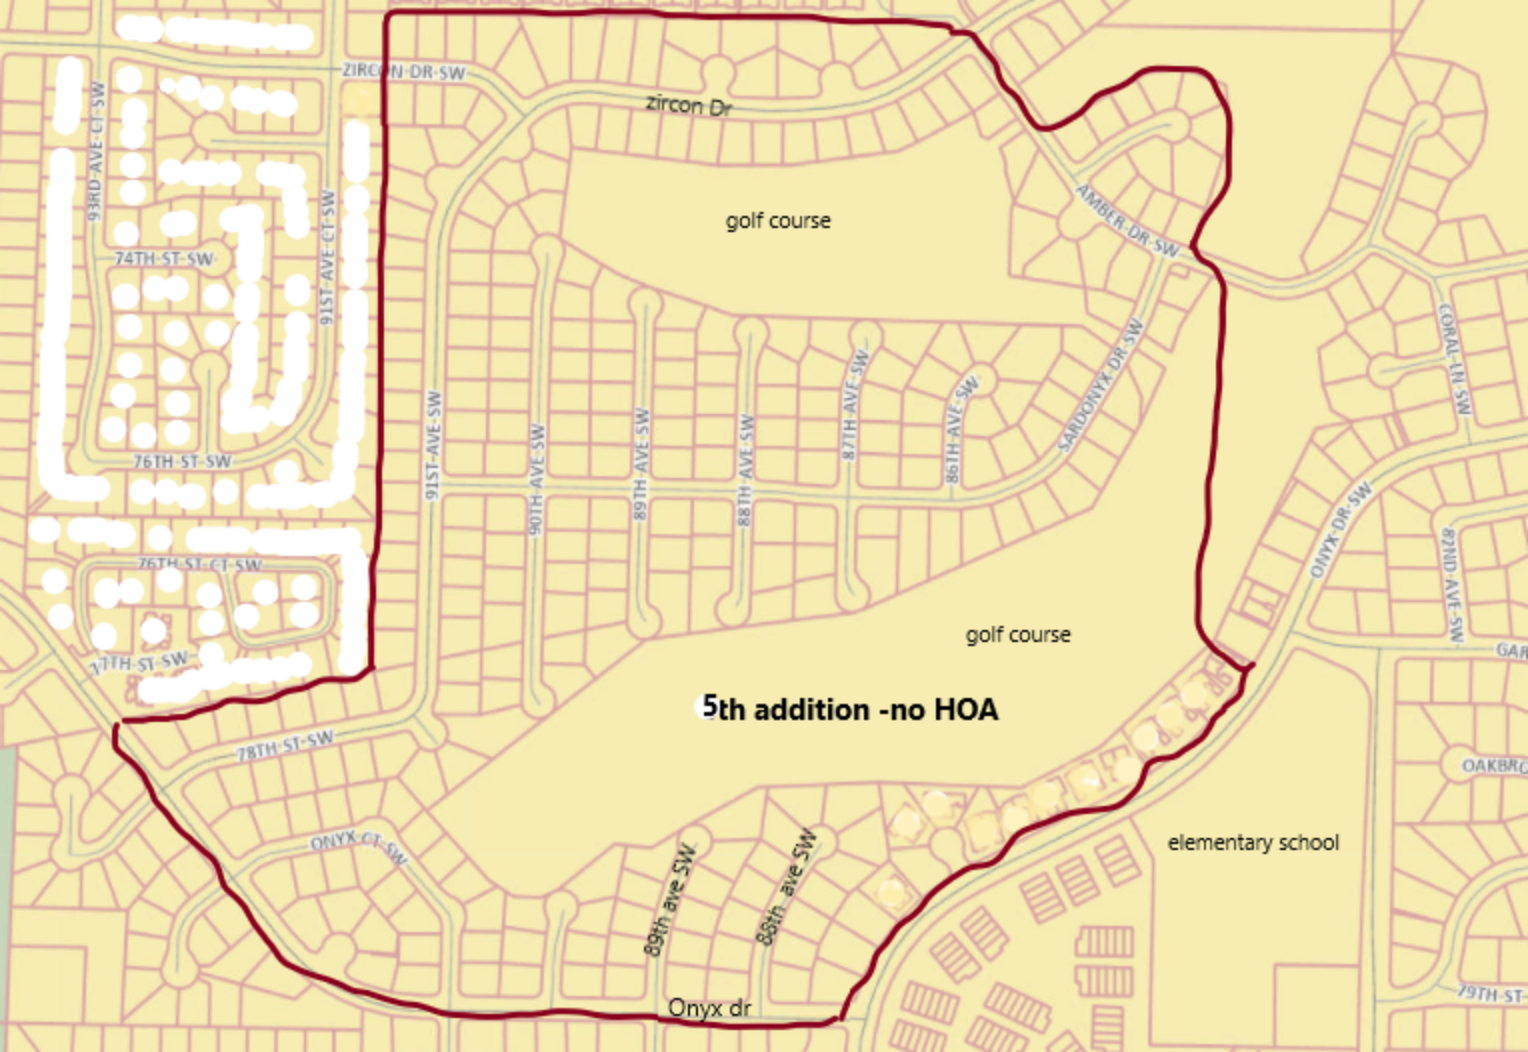 ZIRCON-DR-SW
zircon Dr
93RD-AVE-CT-SW
91ST-AVE-CT-SW
AMBER-DR-SW
golf course
74TH-ST-SW
CORAL-LN-SW
SARDONYX-DR-SW
87TH-AVE-SW
86TH-AVE-SW
91ST-AVE-SW
90TH-AVE-SW
89TH-AVE-SW
88TH-AVE-SW
76TH-ST-SW
ONYX-DR-SW
82ND-AVE-SW
76TH-ST-CT-SW
golf course
GAR
77TH-ST-SW
5th addition -no HOA
78TH-ST-SW
OAKBRO
ONYX-CT-SW
elementary school
89th ave SW
88th ave SW
Onyx dr
79TH-ST-